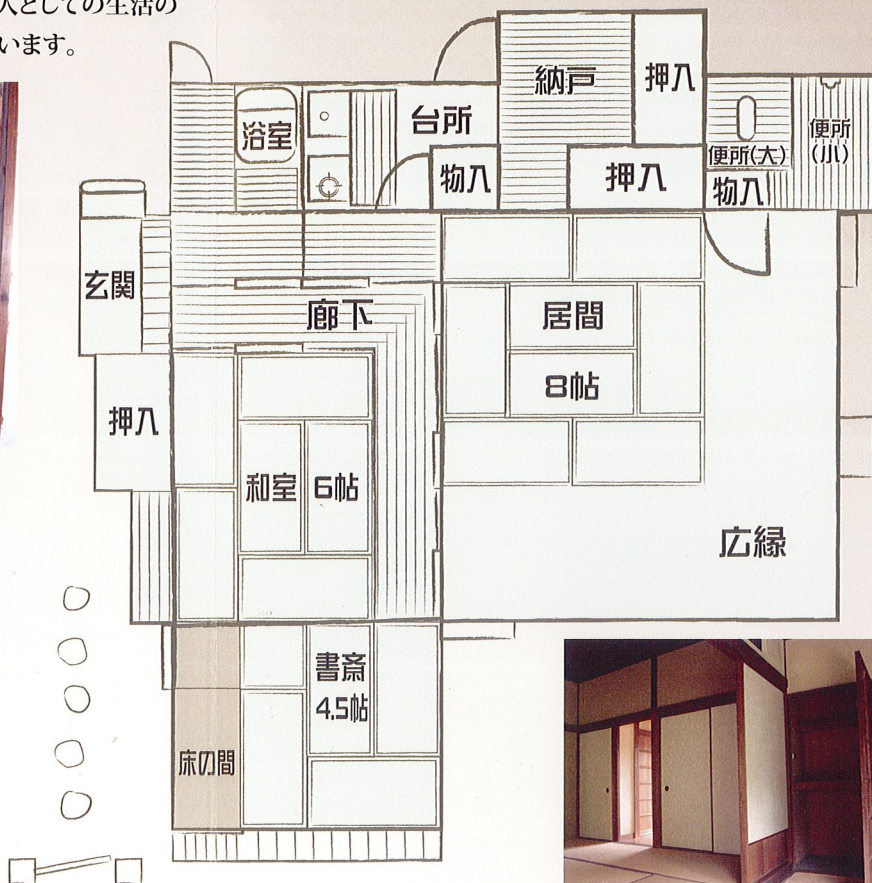 人としての生活の
います。
納戸
押入
浴室
台所
便所(大)
便所
(小)
物入
押入
物入
玄関
廊下
居間
8帖
押入
和室 6帖
広縁
書斎
4.5帖
床の間